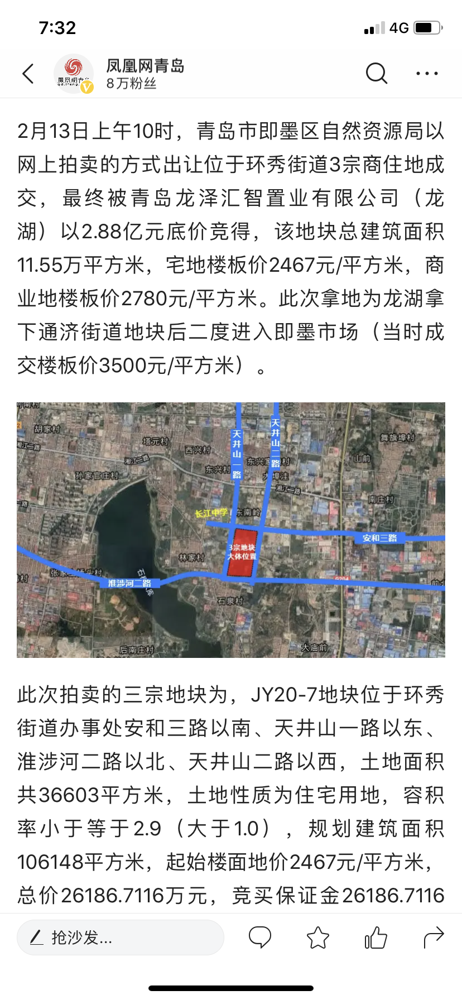 7:32
4G
凤凰网青岛
8万粉丝
2月13日上午10时，青岛市即墨区自然资源局以
网上拍卖的方式出让位于环秀街道3宗商住地成
交，最终被青岛龙泽汇智置业有限公司（龙
湖）以2.88亿元底价竞得，该地块总建筑面积
11.55万平方米，宅地楼板价2467元/平方米，商
业地楼板价2780元/平方米。此次拿地为龙湖拿
下通济街道地块后二度进入即墨市场（当时成
交楼板价3500元/平方米）。
胡家村
湘江二路
塔元村
西兴村
湘江二路
孙家官庄村
东兴村
天井山一路
天井山二路
舞旗埠村
山前
湘江二路
南庄村
长江中学
东南岭
安和三路
3宗地块
大体位置
林家村
淮涉河二路
G204
石泉村
后南庄村
大庙前
此次拍卖的三宗地块为，JY20-7地块位于环秀
街道办事处安和三路以南、天井山一路以东、
淮涉河二路以北、天井山二路以西，土地面积
共36603平方米，土地性质为住宅用地，容积
率小于等于2.9（大于1.0），规划建筑面积
106148平方米，起始楼面地价2467元/平方米，
总价26186.7116万元，竞买保证金26186.7116
抢沙发...